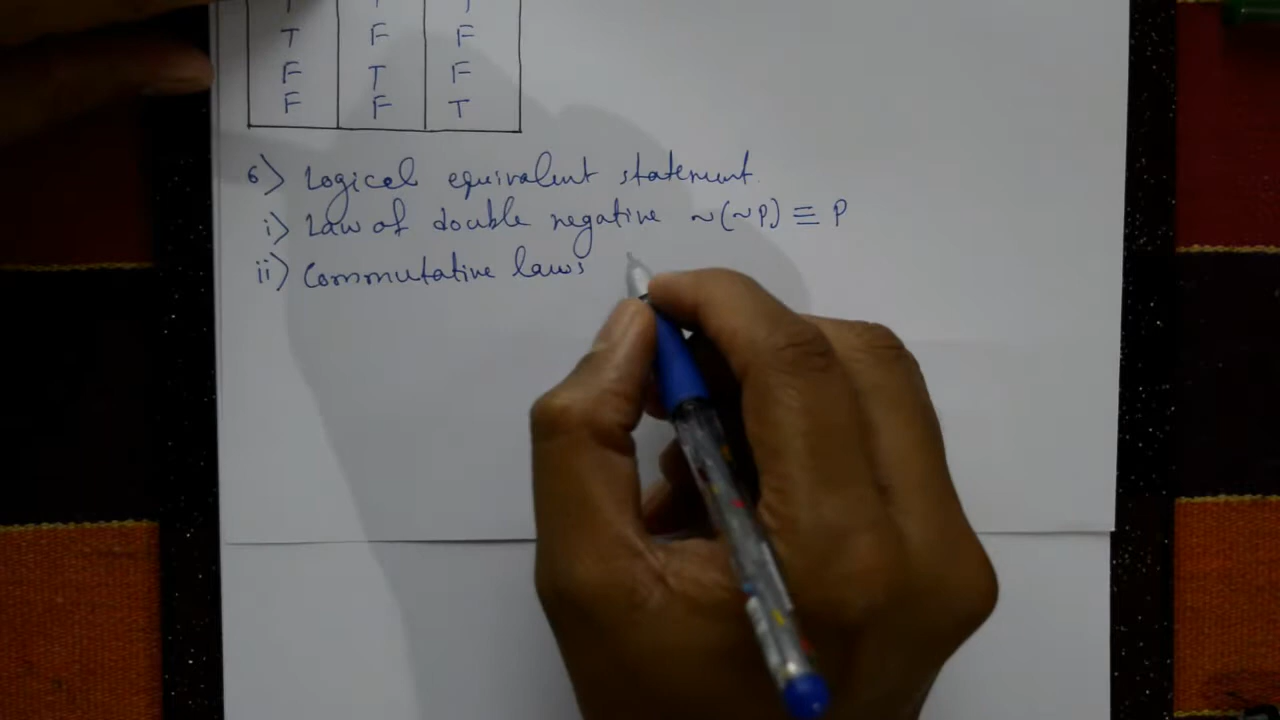 T T T
T F F
F T F
F F T
6) Logical equivalent statement.
i) Law of double negative ~(~p) ≡ p
ii) Commutative laws